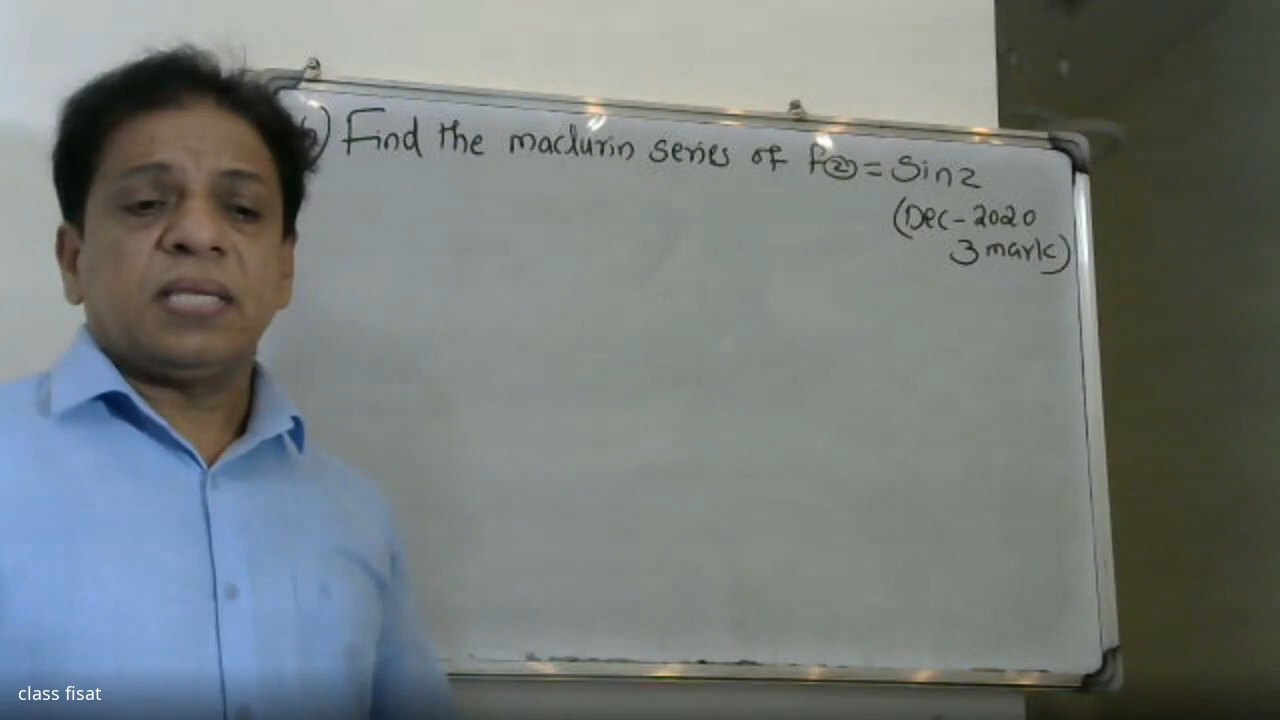 ) Find the maclurin series of f(z) = Sin z
(Dec - 2020
3 mark)
class fisat